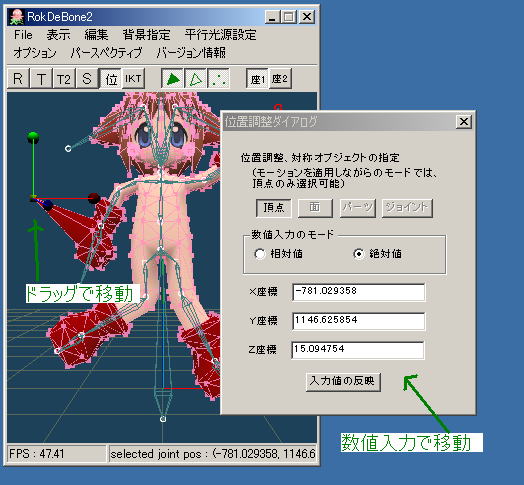 RokDeBone2
File 表示 編集 背景指定 平行光源設定
オプション パースペクティブ バージョン情報
R T T2 S 位 IKT 座1 座2
位置調整ダイアログ
位置調整、対称オブジェクトの指定
(モーションを適用しながらのモードでは、
頂点のみ選択可能)
頂点 面 パーツ ジョイント
数値入力のモード
相対値 絶対値
X座標 -781.029358
Y座標 1146.625854
Z座標 15.094754
入力値の反映
ドラッグで移動
数値入力で移動
FPS : 47.41 selected joint pos : (-781.029358, 1146.6